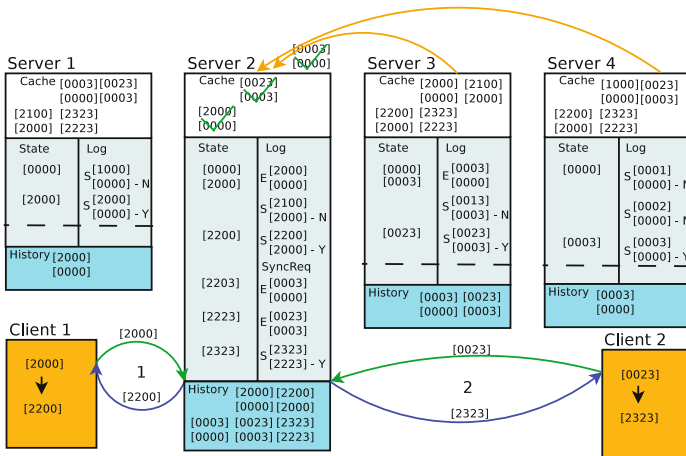 [0003]
[0000]
Server 1
Cache [0003][0023]
[0000][0003]
[2100] [2323]
[2000] [2223]
State Log
[0000] S [1000]
[0000] - N
[2000] S [2000]
[0000] - Y
History [2000]
[0000]
Server 2
Cache [0023]
[0003]
[2000]
[0000]
State Log
[0000] E [2000]
[2000] [0000]
S [2100]
[2000] - N
[2200] S [2200]
[2000] - Y
SyncReq
[2203] E [0003]
[0000]
[2223] E [0023]
[0003]
[2323] S [2323]
[2223] - Y
History [2000][2200]
[0000][2000]
[0003] [0023][2323]
[0000] [0003][2223]
Server 3
Cache [2000] [2100]
[0000] [2000]
[2200] [2323]
[2000] [2223]
State Log
[0000] E [0003]
[0003] [0000]
S [0013]
[0003] - N
[0023] S [0023]
[0003] - Y
History [0003] [0023]
[0000] [0003]
Server 4
Cache [1000][0023]
[0000][0003]
[2200] [2323]
[2000] [2223]
State Log
[0000] S [0001]
[0000] - N
S [0002]
[0000] - N
[0003] S [0003]
[0000] - Y
History [0003]
[0000]
Client 1
[2000]
[2200]
[2000]
1
[2200]
[0023]
2
[2323]
Client 2
[0023]
[2323]